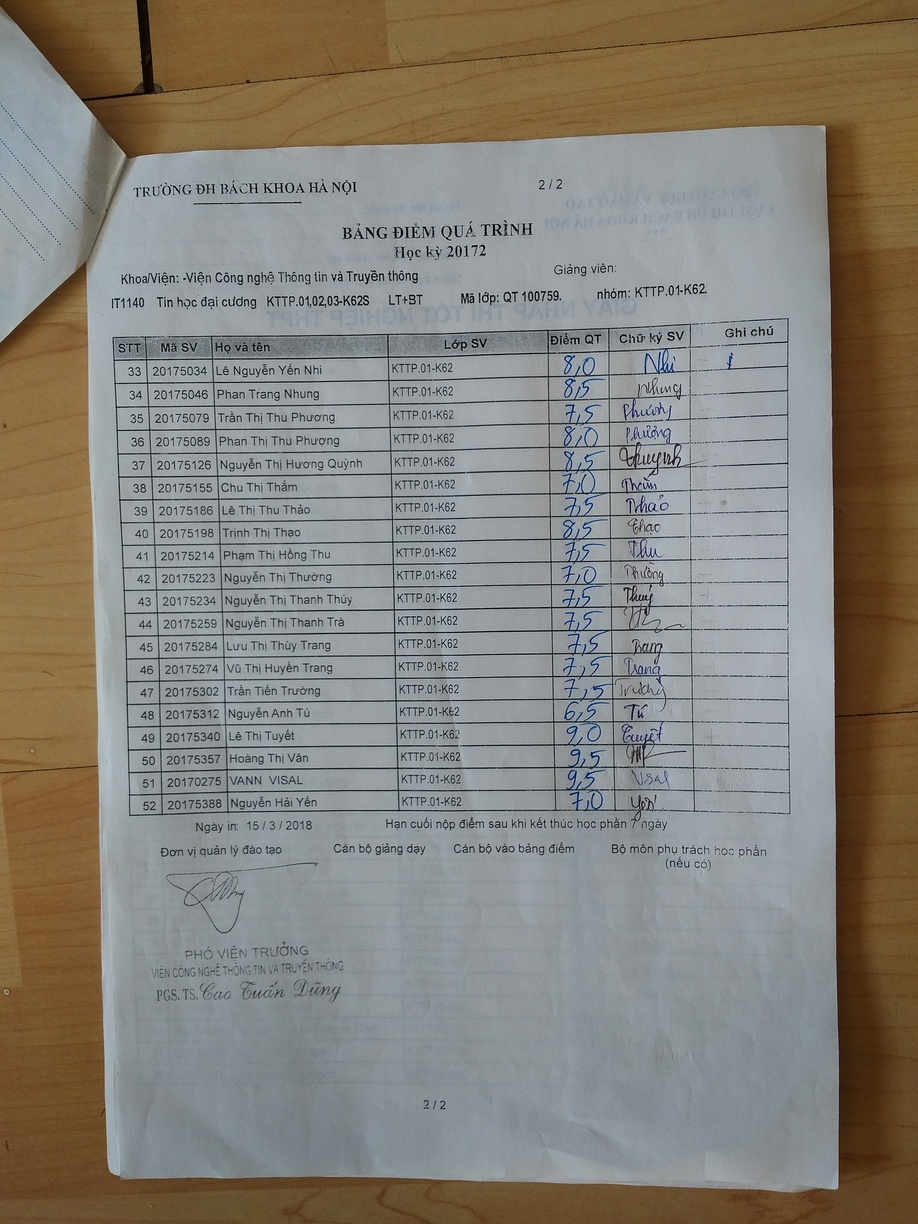 TRƯỜNG ĐH BÁCH KHOA HÀ NỘI 2 / 2
BẢNG ĐIỂM QUÁ TRÌNH
Học kỳ 20172
Khoa/Viện: -Viện Công nghệ Thông tin và Truyền thông Giảng viên:
IT1140 Tin học đại cương KTTP.01,02,03-K62S LT+BT Mã lớp: QT 100759. nhóm: KTTP.01-K62.
GIẤY NHÁP THI TỐT NGHIỆP THPT
STT Mã SV Họ và tên Lớp SV Điểm QT Chữ ký SV Ghi chú
33 20175034 Lê Nguyễn Yến Nhi KTTP.01-K62 8,0 Nhi
34 20175046 Phan Trang Nhung KTTP.01-K62 8,5 Nhung
35 20175079 Trần Thị Thu Phương KTTP.01-K62 7,5 Phương
36 20175089 Phan Thị Thu Phượng KTTP.01-K62 8,0 Phượng
37 20175126 Nguyễn Thị Hương Quỳnh KTTP.01-K62 8,5 Quỳnh
38 20175155 Chu Thị Thắm KTTP.01-K62 7,0 Thắm
39 20175186 Lê Thị Thu Thảo KTTP.01-K62 7,5 Thảo
40 20175198 Trịnh Thị Thạo KTTP.01-K62 8,5 Thạo
41 20175214 Phạm Thị Hồng Thu KTTP.01-K62 7,5 Thu
42 20175223 Nguyễn Thị Thường KTTP.01-K62 7,0 Thường
43 20175234 Nguyễn Thị Thanh Thúy KTTP.01-K62 7,5 Thuý
44 20175259 Nguyễn Thị Thanh Trà KTTP.01-K62 7,5
45 20175284 Lưu Thị Thùy Trang KTTP.01-K62 7,5 Trang
46 20175274 Vũ Thị Huyền Trang KTTP.01-K62 7,5 Trang
47 20175302 Trần Tiến Trường KTTP.01-K62 7,5 Trường
48 20175312 Nguyễn Anh Tú KTTP.01-K62 6,5 Tú
49 20175340 Lê Thị Tuyết KTTP.01-K62 9,0 Tuyết
50 20175357 Hoàng Thị Vân KTTP.01-K62 9,5
51 20170275 VANN VISAL KTTP.01-K62 9,5 Visal
52 20175388 Nguyễn Hải Yến KTTP.01-K62 7,0 Yến
Ngày in: 15 / 3 / 2018 Hạn cuối nộp điểm sau khi kết thúc học phần 7 ngày
Đơn vị quản lý đào tạo Cán bộ giảng dạy Cán bộ vào bảng điểm Bộ môn phụ trách học phần
(nếu có)
PHÓ VIỆN TRƯỞNG
VIỆN CÔNG NGHỆ THÔNG TIN VÀ TRUYỀN THÔNG
PGS.TS. Cao Tuấn Dũng
2 / 2